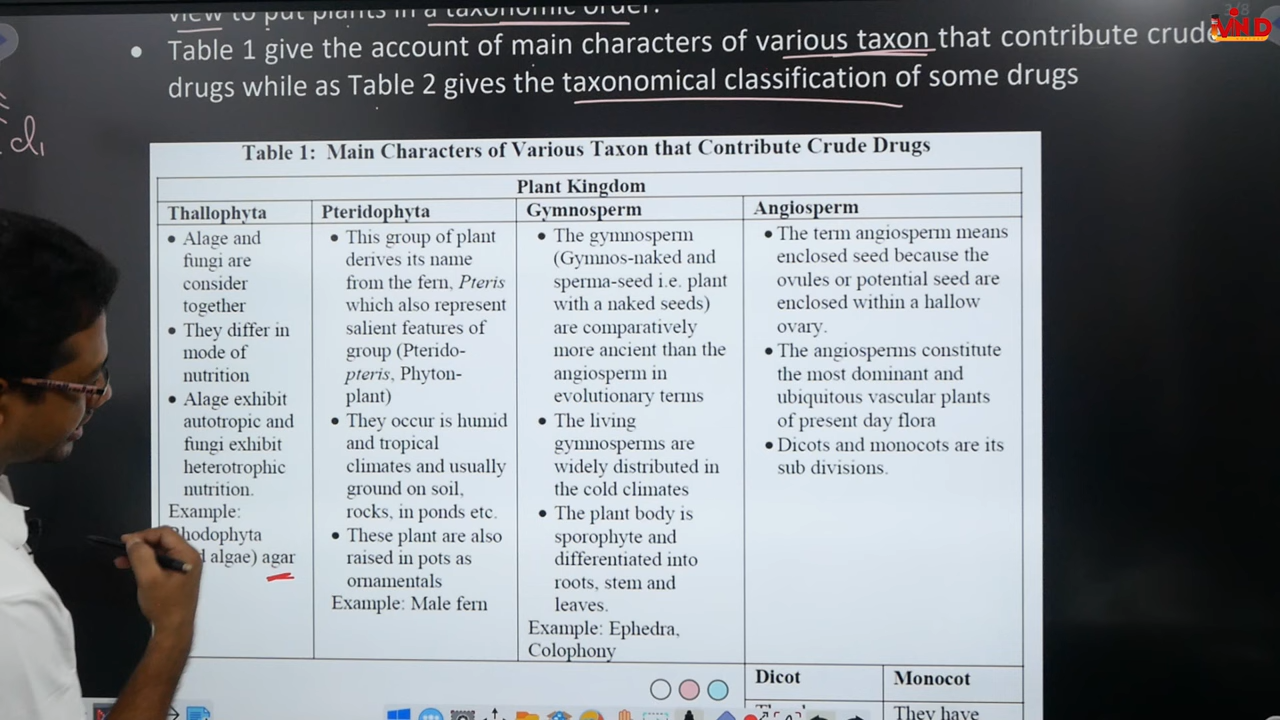 view to put plants in a taxonomic order.
• Table 1 give the account of main characters of various taxon that contribute crude
drugs while as Table 2 gives the taxonomical classification of some drugs
Table 1: Main Characters of Various Taxon that Contribute Crude Drugs
Plant Kingdom
Thallophyta
• Alage and
fungi are
consider
together
• They differ in
mode of
nutrition
• Alage exhibit
autotropic and
fungi exhibit
heterotrophic
nutrition.
Example:
algae) agar
Pteridophyta
• This group of plant
derives its name
from the fern, Pteris
which also represent
salient features of
group (Pterido-
pteris, Phyton-
plant)
• They occur is humid
and tropical
climates and usually
ground on soil,
rocks, in ponds etc.
• These plant are also
raised in pots as
ornamentals
Example: Male fern
Gymnosperm
• The gymnosperm
(Gymnos-naked and
sperma-seed i.e. plant
with a naked seeds)
are comparatively
more ancient than the
angiosperm in
evolutionary terms
• The living
gymnosperms are
widely distributed in
the cold climates
• The plant body is
sporophyte and
differentiated into
roots, stem and
leaves.
Example: Ephedra,
Colophony
Angiosperm
• The term angiosperm means
enclosed seed because the
ovules or potential seed are
enclosed within a hallow
ovary.
• The angiosperms constitute
the most dominant and
ubiquitous vascular plants
of present day flora
• Dicots and monocots are its
sub divisions.
Dicot
Monocot
They have
VND